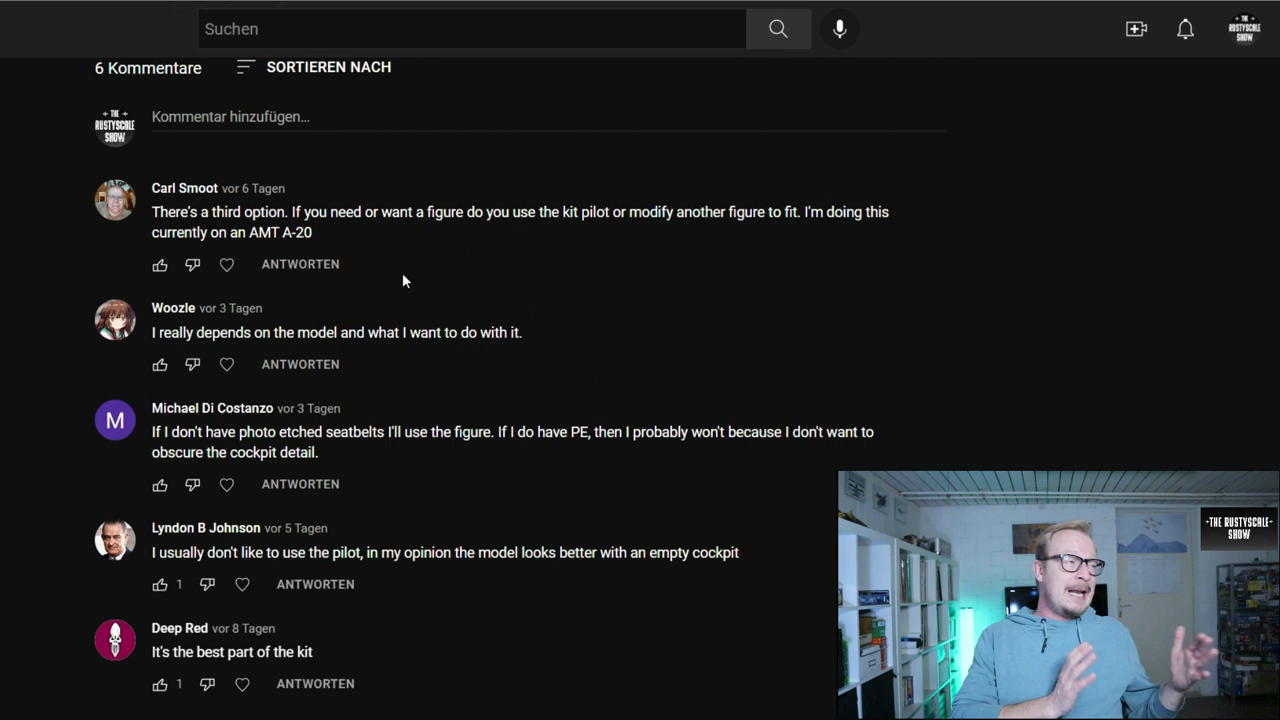 Suchen
THE
RUSTYSCALE
SHOW
6 Kommentare
SORTIEREN NACH
THE
RUSTYSCALE
SHOW
Kommentar hinzufügen...
Carl Smoot vor 6 Tagen
There's a third option. If you need or want a figure do you use the kit pilot or modify another figure to fit. I'm doing this
currently on an AMT A-20
ANTWORTEN
Woozle vor 3 Tagen
I really depends on the model and what I want to do with it.
ANTWORTEN
M
Michael Di Costanzo vor 3 Tagen
If I don't have photo etched seatbelts I'll use the figure. If I do have PE, then I probably won't because I don't want to
obscure the cockpit detail.
ANTWORTEN
Lyndon B Johnson vor 5 Tagen
I usually don't like to use the pilot, in my opinion the model looks better with an empty cockpit
1 ANTWORTEN
Deep Red vor 8 Tagen
It's the best part of the kit
1 ANTWORTEN
THE RUSTYSCALE
SHOW